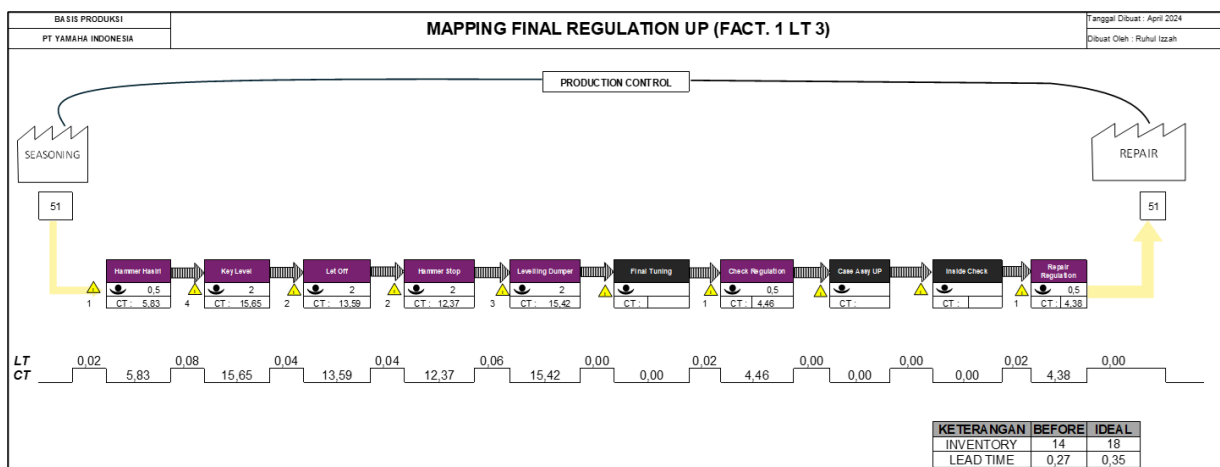 BASIS PRODUKSI
PT YAMAHA INDONESIA
MAPPING FINAL REGULATION UP (FACT. 1 LT 3)
Tanggal Dibuat : April 2024
Dibuat Oleh : Ruhul Izzah
PRODUCTION CONTROL
SEASONING
REPAIR
51
51
Hammer Hasiri
Key Level
Let Off
Hammer Stop
Levelling Dumper
Final Tuning
Check Regulation
Case Assy UP
Inside Check
Repair Regulation
0,5 2 2 2 2 0,5 0,5
1 4 2 2 3 1 1
CT : 5,83
CT : 15,65
CT : 13,59
CT : 12,37
CT : 15,42
CT :
CT : 4,46
CT :
CT :
CT : 4,38
LT 0,02 0,08 0,04 0,04 0,06 0,00 0,02 0,00 0,00 0,02 0,00
CT 5,83 15,65 13,59 12,37 15,42 0,00 4,46 0,00 0,00 4,38
KETERANGAN BEFORE IDEAL
INVENTORY 14 18
LEAD TIME 0,27 0,35